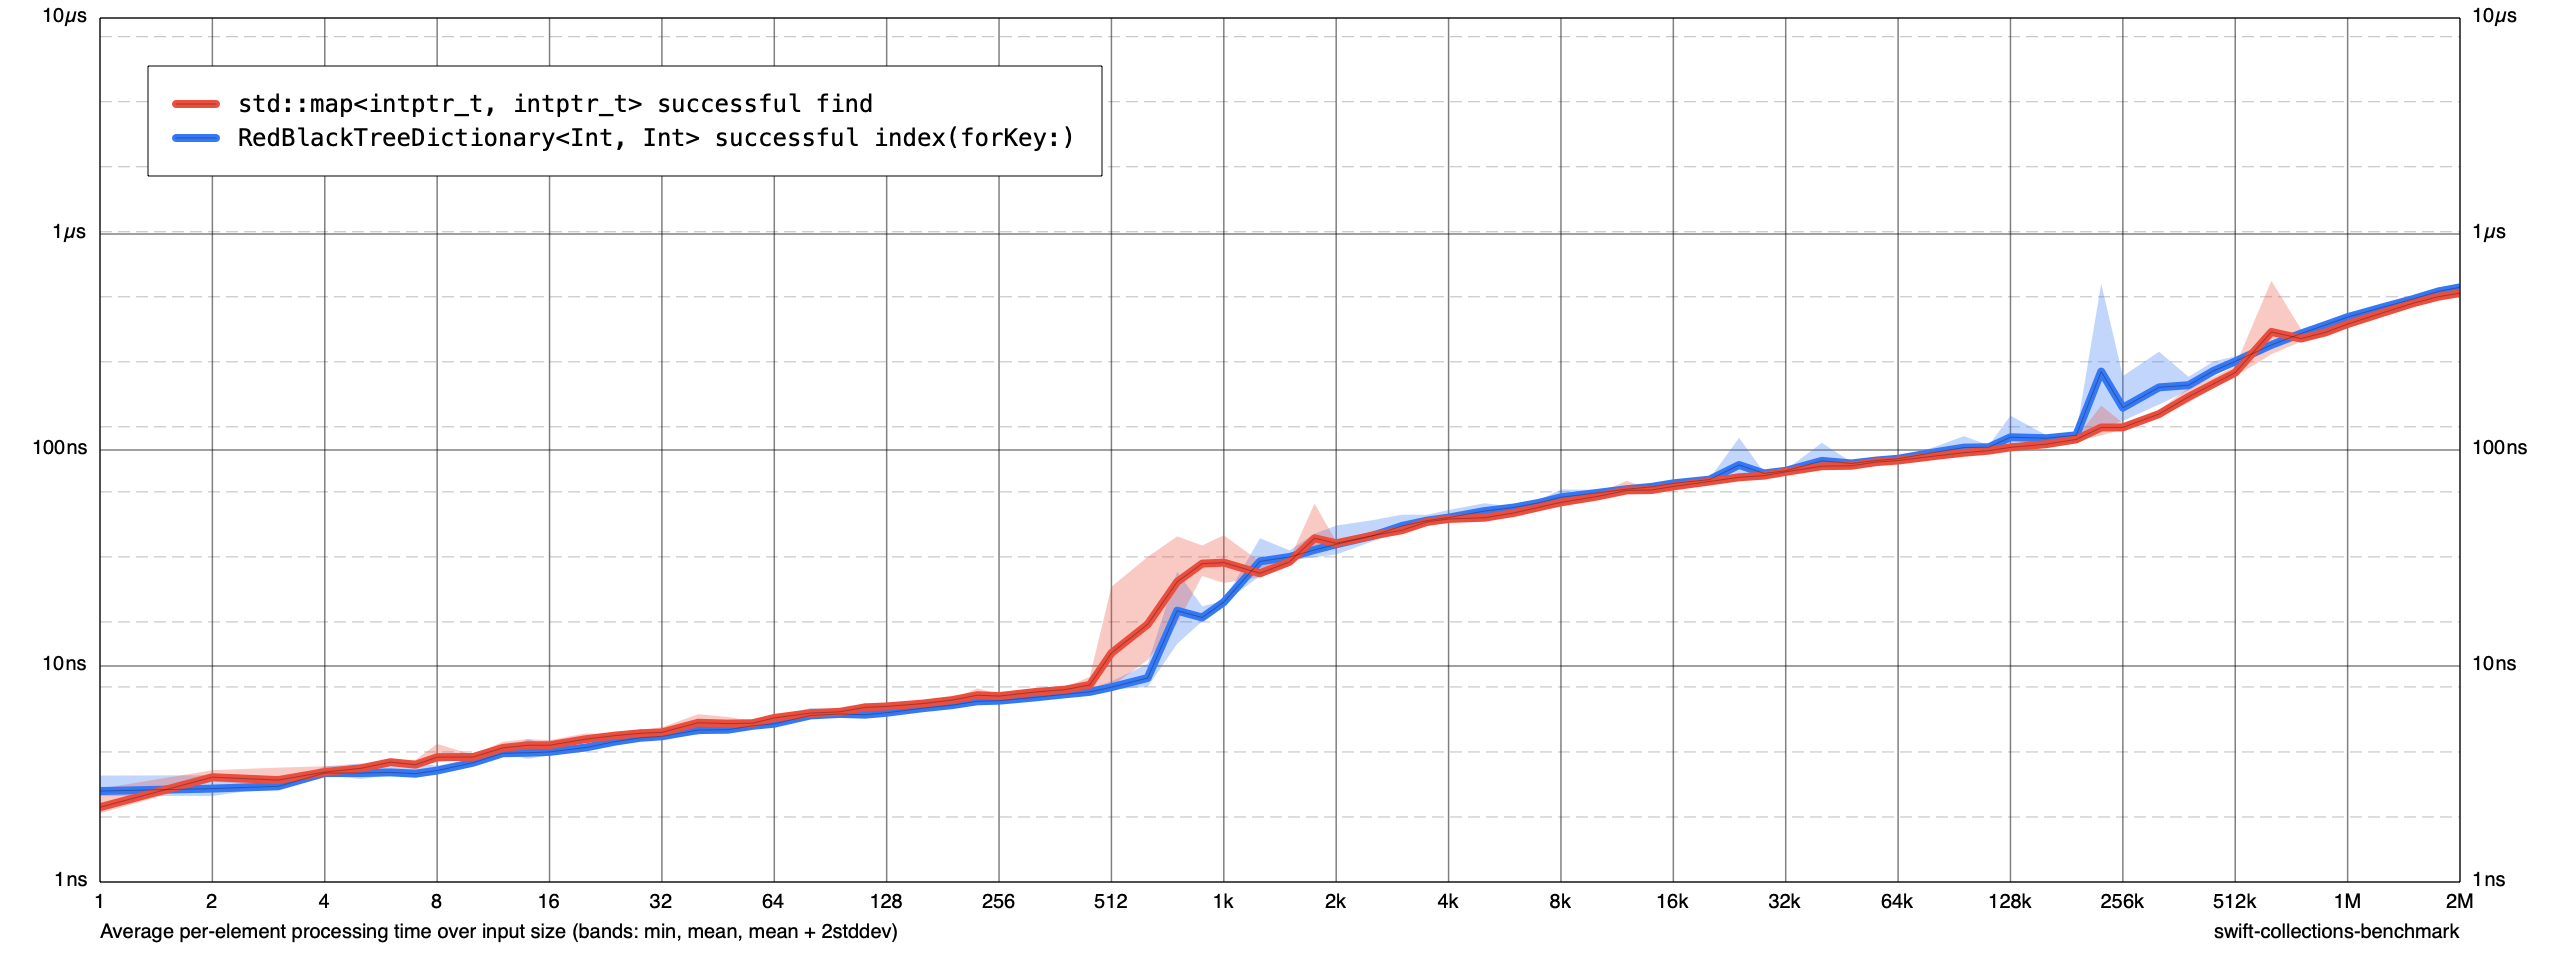 10µs
10µs
std::map<intptr_t, intptr_t> successful find
RedBlackTreeDictionary<Int, Int> successful index(forKey:)
1µs
1µs
100ns
100ns
10ns
10ns
1ns
1ns
1 2 4 8 16 32 64 128 256 512 1k 2k 4k 8k 16k 32k 64k 128k 256k 512k 1M 2M
Average per-element processing time over input size (bands: min, mean, mean + 2stddev)
swift-collections-benchmark